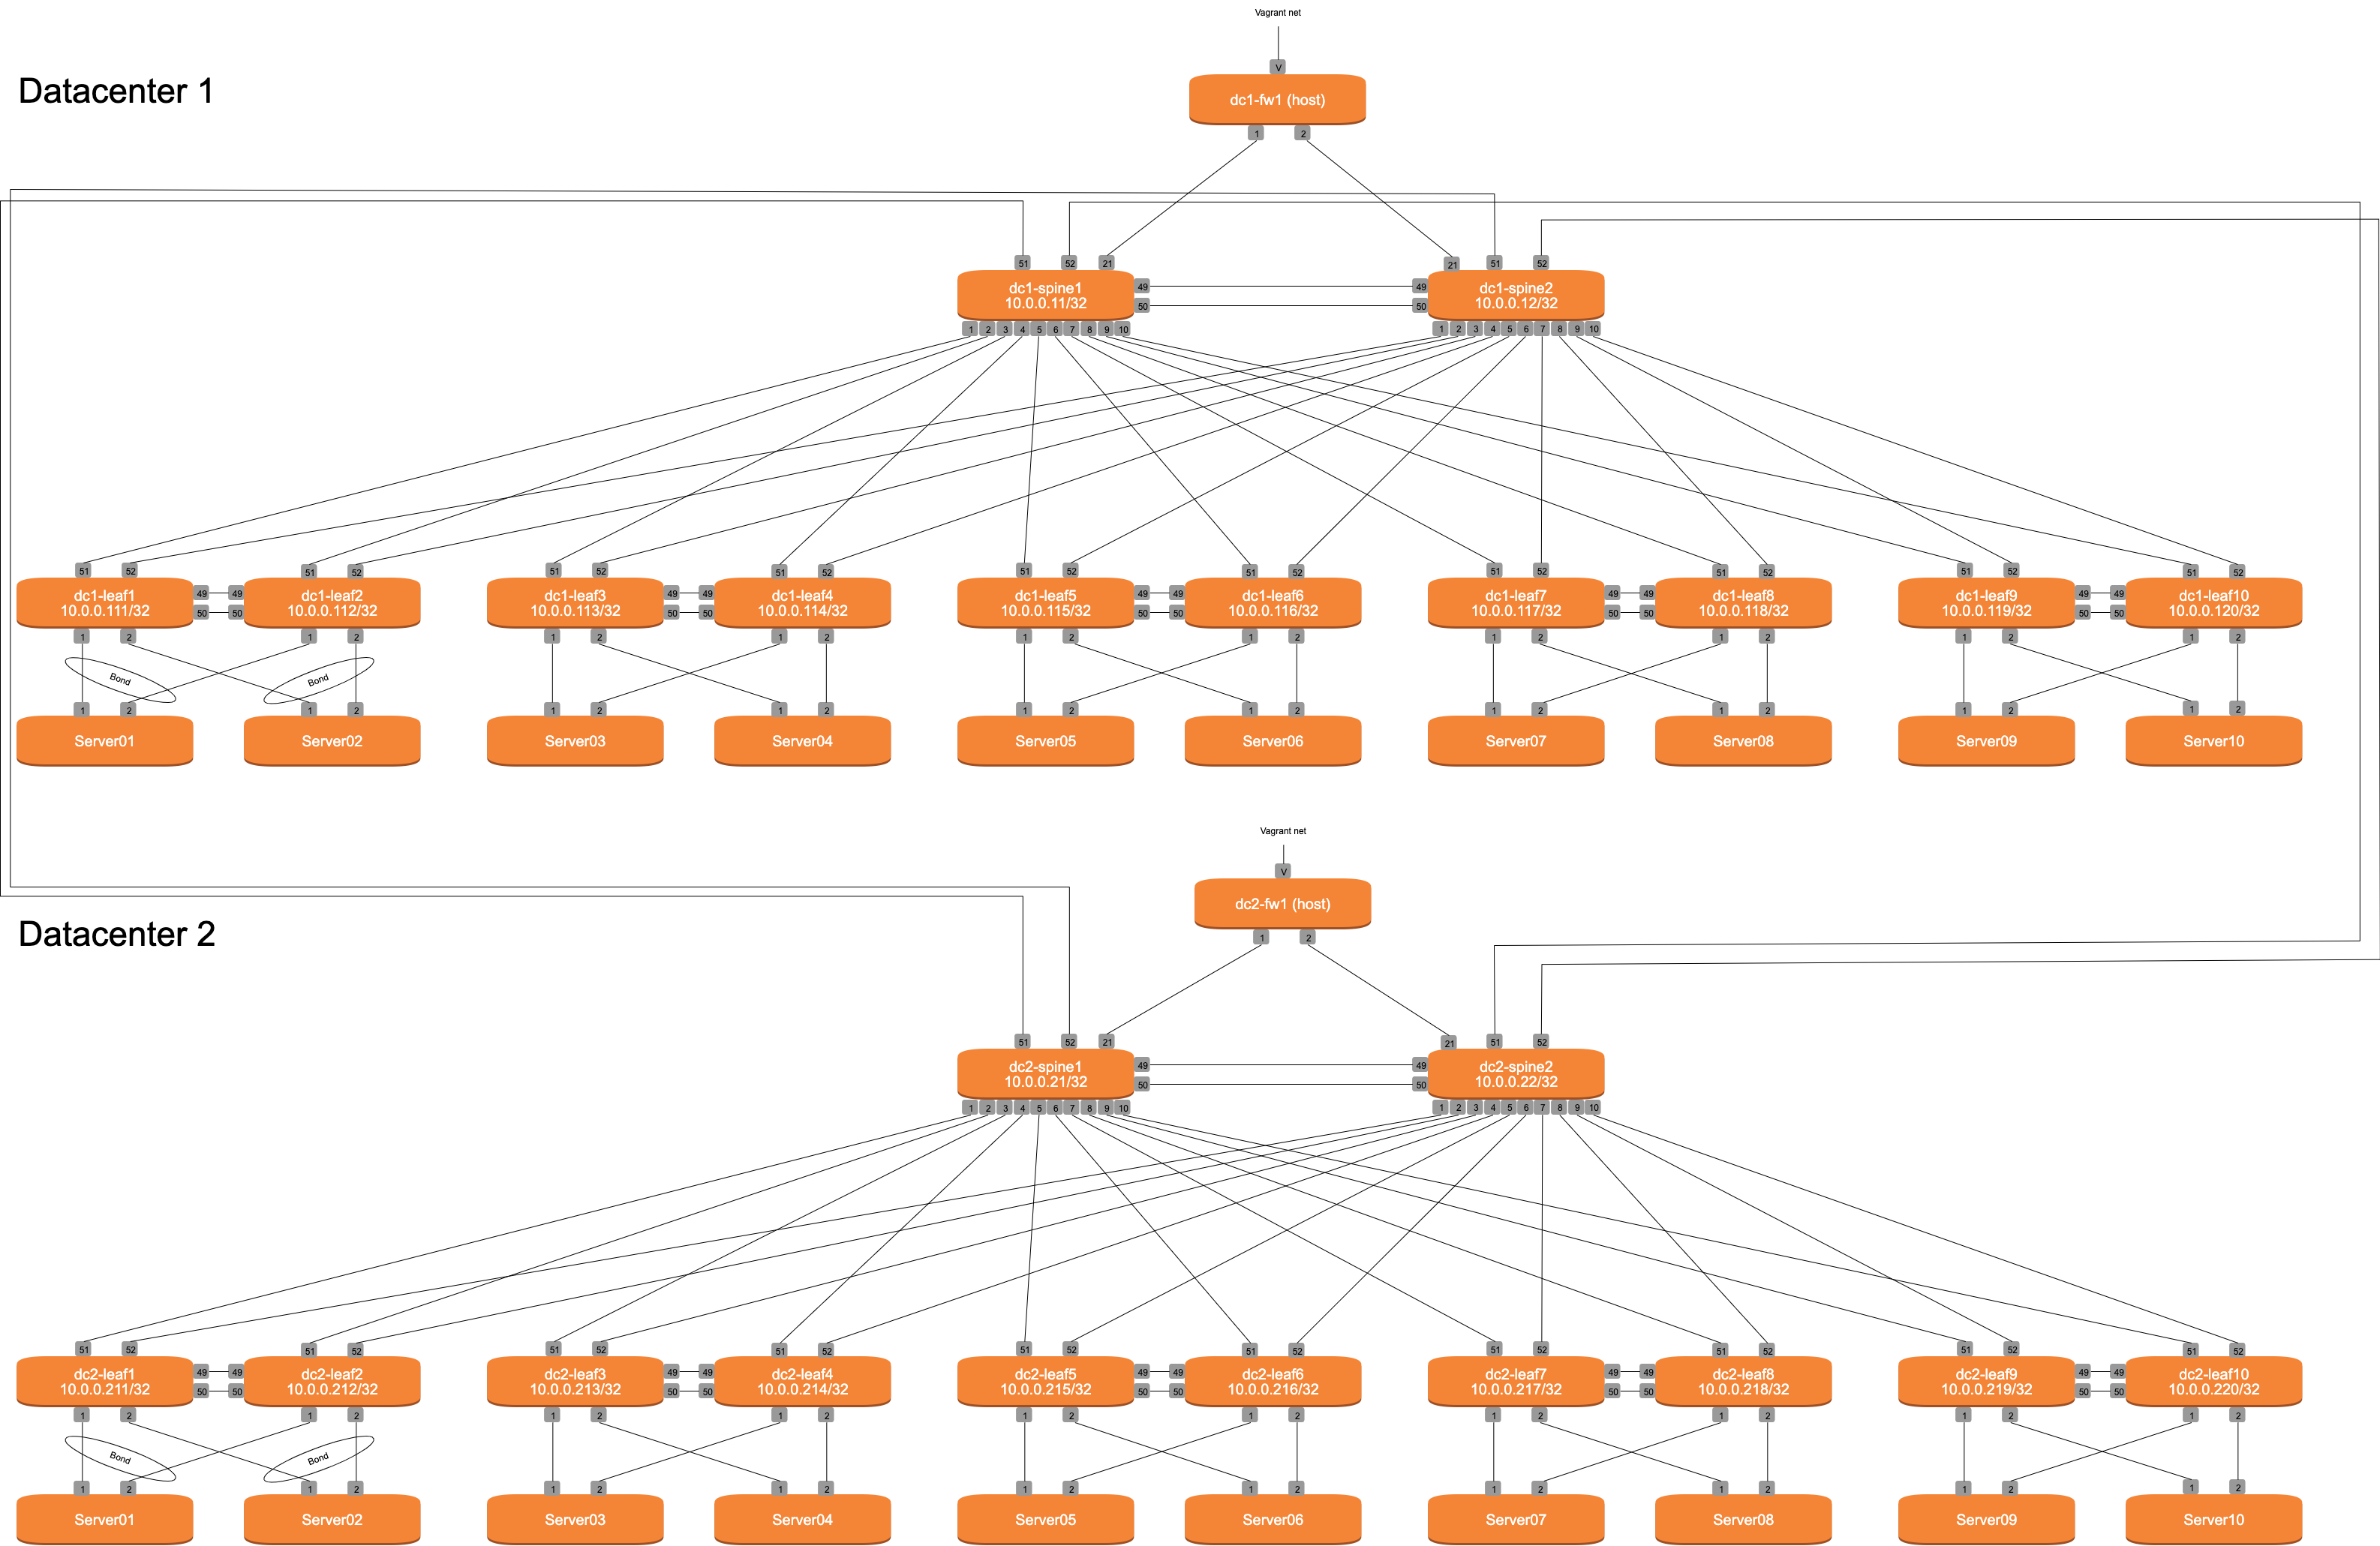 Vagrant net
Datacenter 1
V
dc1-fw1 (host)
1 2
51 52 21 21 51 52
dc1-spine1
10.0.0.11/32
49 49
50 50
dc1-spine2
10.0.0.12/32
1 2 3 4 5 6 7 8 9 10 1 2 3 4 5 6 7 8 9 10
51 52 51 52 51 52 51 52 51 52 51 52 51 52 51 52 51 52 51 52
dc1-leaf1
10.0.0.111/32
49 49
50 50
dc1-leaf2
10.0.0.112/32
dc1-leaf3
10.0.0.113/32
49 49
50 50
dc1-leaf4
10.0.0.114/32
dc1-leaf5
10.0.0.115/32
49 49
50 50
dc1-leaf6
10.0.0.116/32
dc1-leaf7
10.0.0.117/32
49 49
50 50
dc1-leaf8
10.0.0.118/32
dc1-leaf9
10.0.0.119/32
49 49
50 50
dc1-leaf10
10.0.0.120/32
1 2 1 2 1 2 1 2 1 2 1 2 1 2 1 2 1 2 1 2
Bond Bond
1 2 1 2 1 2 1 2 1 2 1 2 1 2 1 2 1 2 1 2
Server01 Server02 Server03 Server04 Server05 Server06 Server07 Server08 Server09 Server10
Vagrant net
V
dc2-fw1 (host)
Datacenter 2
1 2
51 52 21 21 51 52
dc2-spine1
10.0.0.21/32
49 49
50 50
dc2-spine2
10.0.0.22/32
1 2 3 4 5 6 7 8 9 10 1 2 3 4 5 6 7 8 9 10
51 52 51 52 51 52 51 52 51 52 51 52 51 52 51 52 51 52 51 52
dc2-leaf1
10.0.0.211/32
49 49
50 50
dc2-leaf2
10.0.0.212/32
dc2-leaf3
10.0.0.213/32
49 49
50 50
dc2-leaf4
10.0.0.214/32
dc2-leaf5
10.0.0.215/32
49 49
50 50
dc2-leaf6
10.0.0.216/32
dc2-leaf7
10.0.0.217/32
49 49
50 50
dc2-leaf8
10.0.0.218/32
dc2-leaf9
10.0.0.219/32
49 49
50 50
dc2-leaf10
10.0.0.220/32
1 2 1 2 1 2 1 2 1 2 1 2 1 2 1 2 1 2 1 2
Bond Bond
1 2 1 2 1 2 1 2 1 2 1 2 1 2 1 2 1 2 1 2
Server01 Server02 Server03 Server04 Server05 Server06 Server07 Server08 Server09 Server10